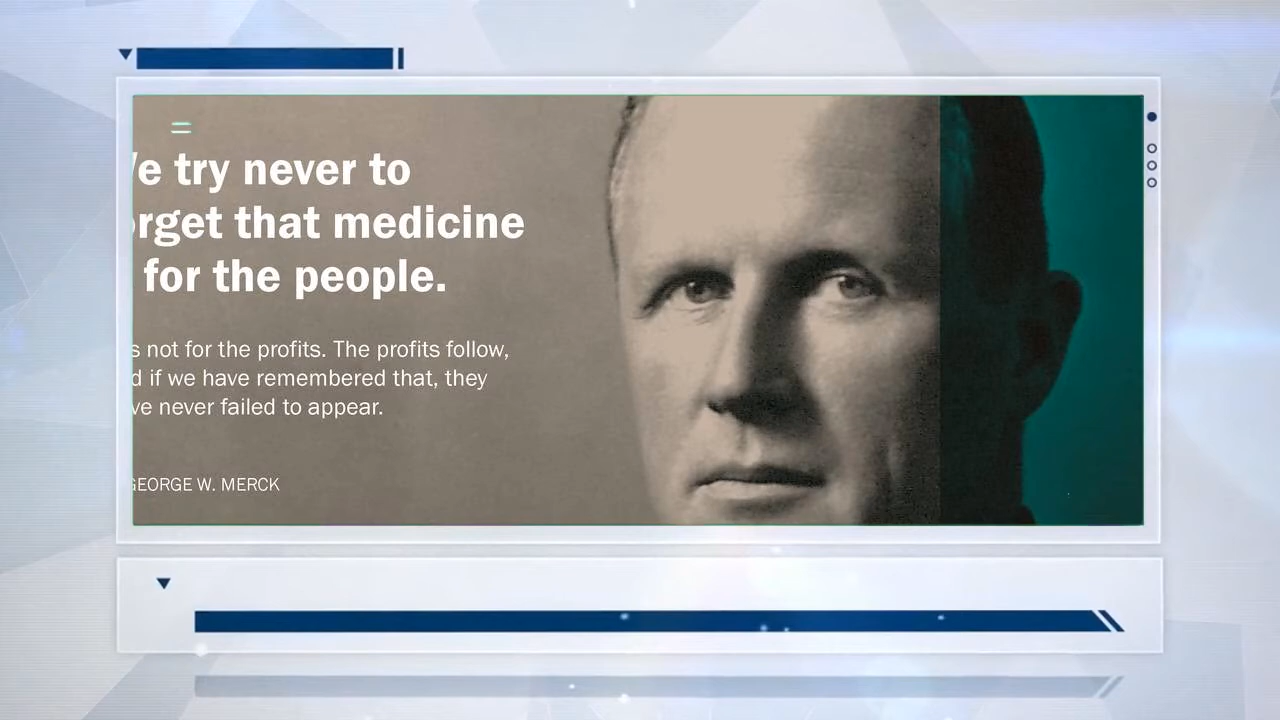 e try never to
rget that medicine
for the people.
s not for the profits. The profits follow,
d if we have remembered that, they
ve never failed to appear.
GEORGE W. MERCK